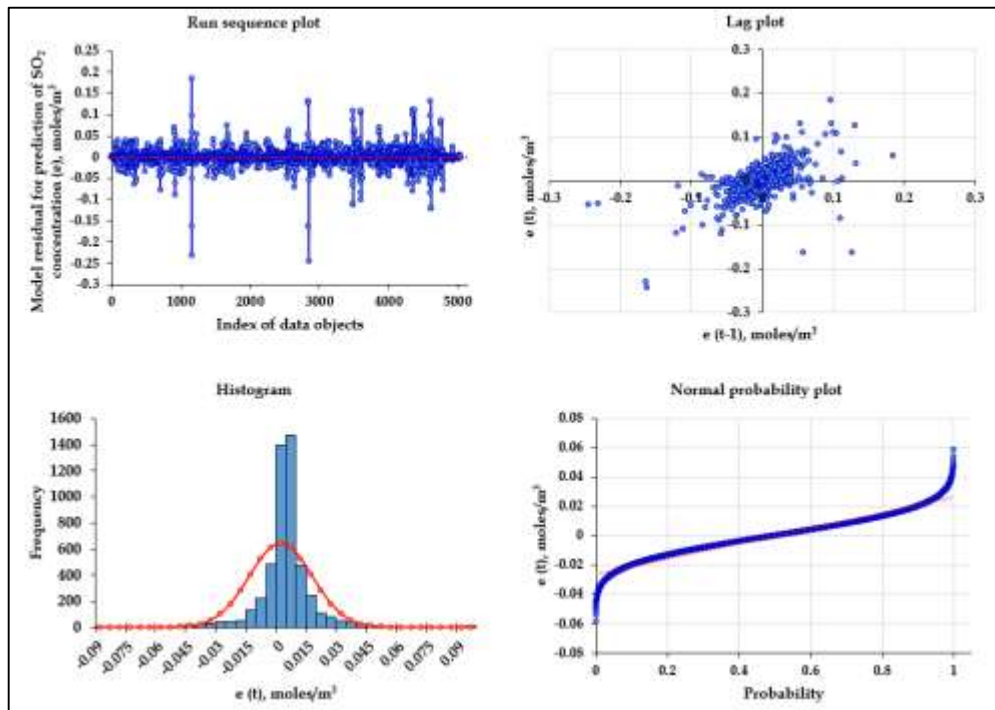 Run sequence plot
Model residual for prediction of SO₂
concentration (e), moles/m³
0.25
0.2
0.15
0.1
0.05
0
-0.05
-0.1
-0.15
-0.2
-0.25
-0.3
0 1000 2000 3000 4000 5000
Index of data objects
Lag plot
e (t), moles/m³
0.3
0.2
0.1
0
-0.3 -0.2 -0.1 0 0.1 0.2 0.3
-0.1
-0.2
-0.3
e (t-1), moles/m³
Histogram
Frequency
1600
1400
1200
1000
800
600
400
200
0
-0.09 -0.075 -0.06 -0.045 -0.03 -0.015 0 0.015 0.03 0.045 0.06 0.075 0.09
e (t), moles/m³
Normal probability plot
e (t), moles/m³
0.08
0.06
0.04
0.02
0
-0.02
-0.04
-0.06
-0.08
0 0.2 0.4 0.6 0.8 1
Probability